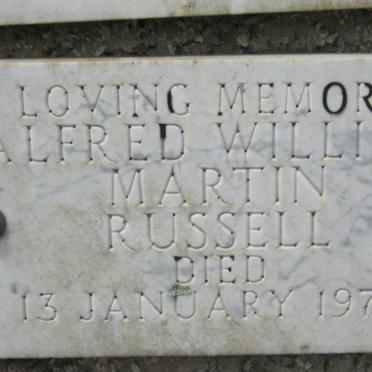 LOVING MEMOR
ALFRED WILLI
MARTIN
RUSSELL
DIED
13 JANUARY 197